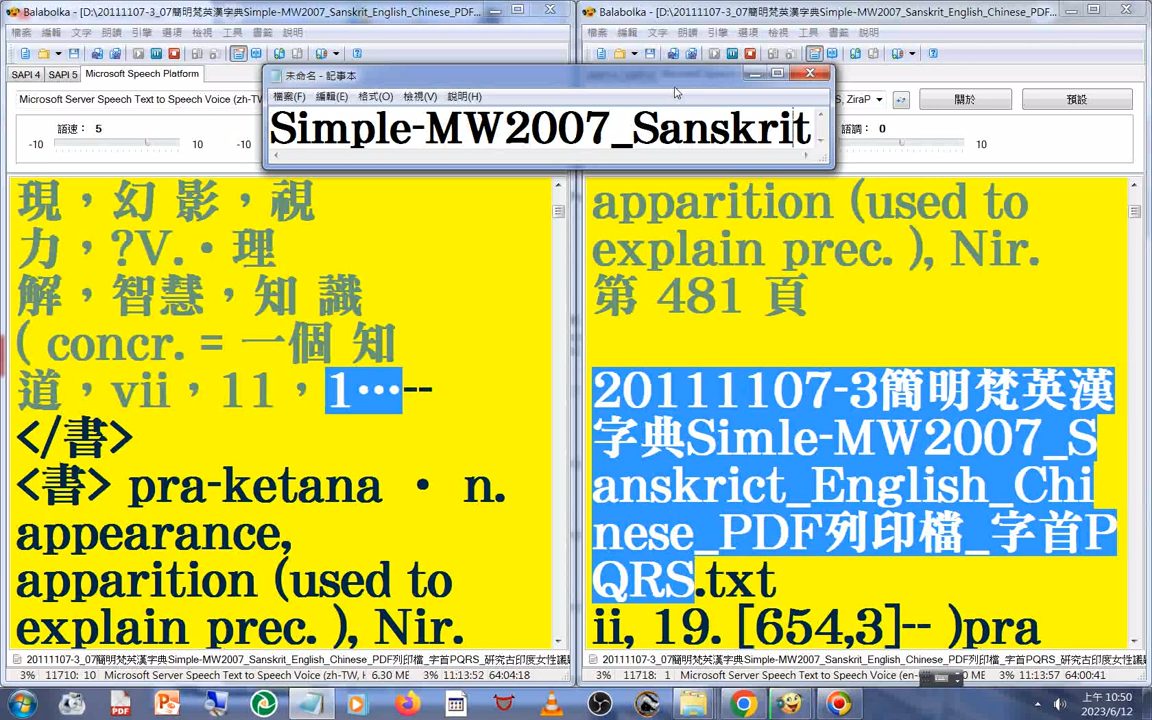 Balabolka - [D:\20111107-3_07簡明梵英漢字典Simple-MW2007_Sanskrit_English_Chinese_PDF...
檔案 編輯 文字 朗讀 引擎 選項 檢視 工具 書籤 說明
SAPI 4 SAPI 5 Microsoft Speech Platform
Microsoft Server Speech Text to Speech Voice (zh-TW,
語速： 5
-10 10 -10
現，幻 影，視
力，?V.・理
解，智慧，知 識
( concr. = 一個 知
道，vii，11，1…--
</書>
<書> pra-ketana ・ n.
appearance,
apparition (used to
explain prec. ), Nir.
20111107-3_07簡明梵英漢字典Simple-MW2007_Sanskrit_English_Chinese_PDF列印檔_字首PQRS_研究古印度女性議
3% 11710: 10 Microsoft Server Speech Text to Speech Voice (zh-TW, H 6.30 ME 11:13:52 64:04:18
未命名 - 記事本
檔案(F) 編輯(E) 格式(O) 檢視(V) 說明(H)
Simple-MW2007_Sanskrit
Balabolka - [D:\20111107-3_07簡明梵英漢字典Simple-MW2007_Sanskrit_English_Chinese_PDF...
檔案 編輯 文字 朗讀 引擎 選項 檢視 工具 書籤 說明
S, ZiraP 關於 預設
語調： 0
10
apparition (used to
explain prec. ), Nir.
第 481 頁
20111107-3簡明梵英漢
字典Simle-MW2007_S
anskrict_English_Chi
nese_PDF列印檔_字首P
QRS.txt
ii, 19. [654,3]-- )pra
20111107-3_07簡明梵英漢字典Simple-MW2007_Sanskrit_English_Chinese_PDF列印檔_字首PQRS_研究古印度女性議
3% 11718: 1 Microsoft Server Speech Text to Speech Voice (en- 11:13:57 64:00:41
上午 10:50
2023/6/12